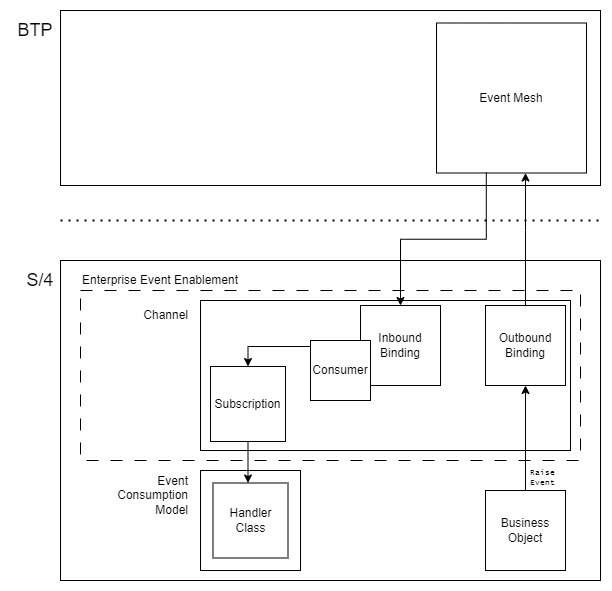 BTP
Event Mesh
S/4
Enterprise Event Enablement
Channel
Inbound
Binding
Outbound
Binding
Consumer
Subscription
Raise
Event
Event
Consumption
Model
Handler
Class
Business
Object